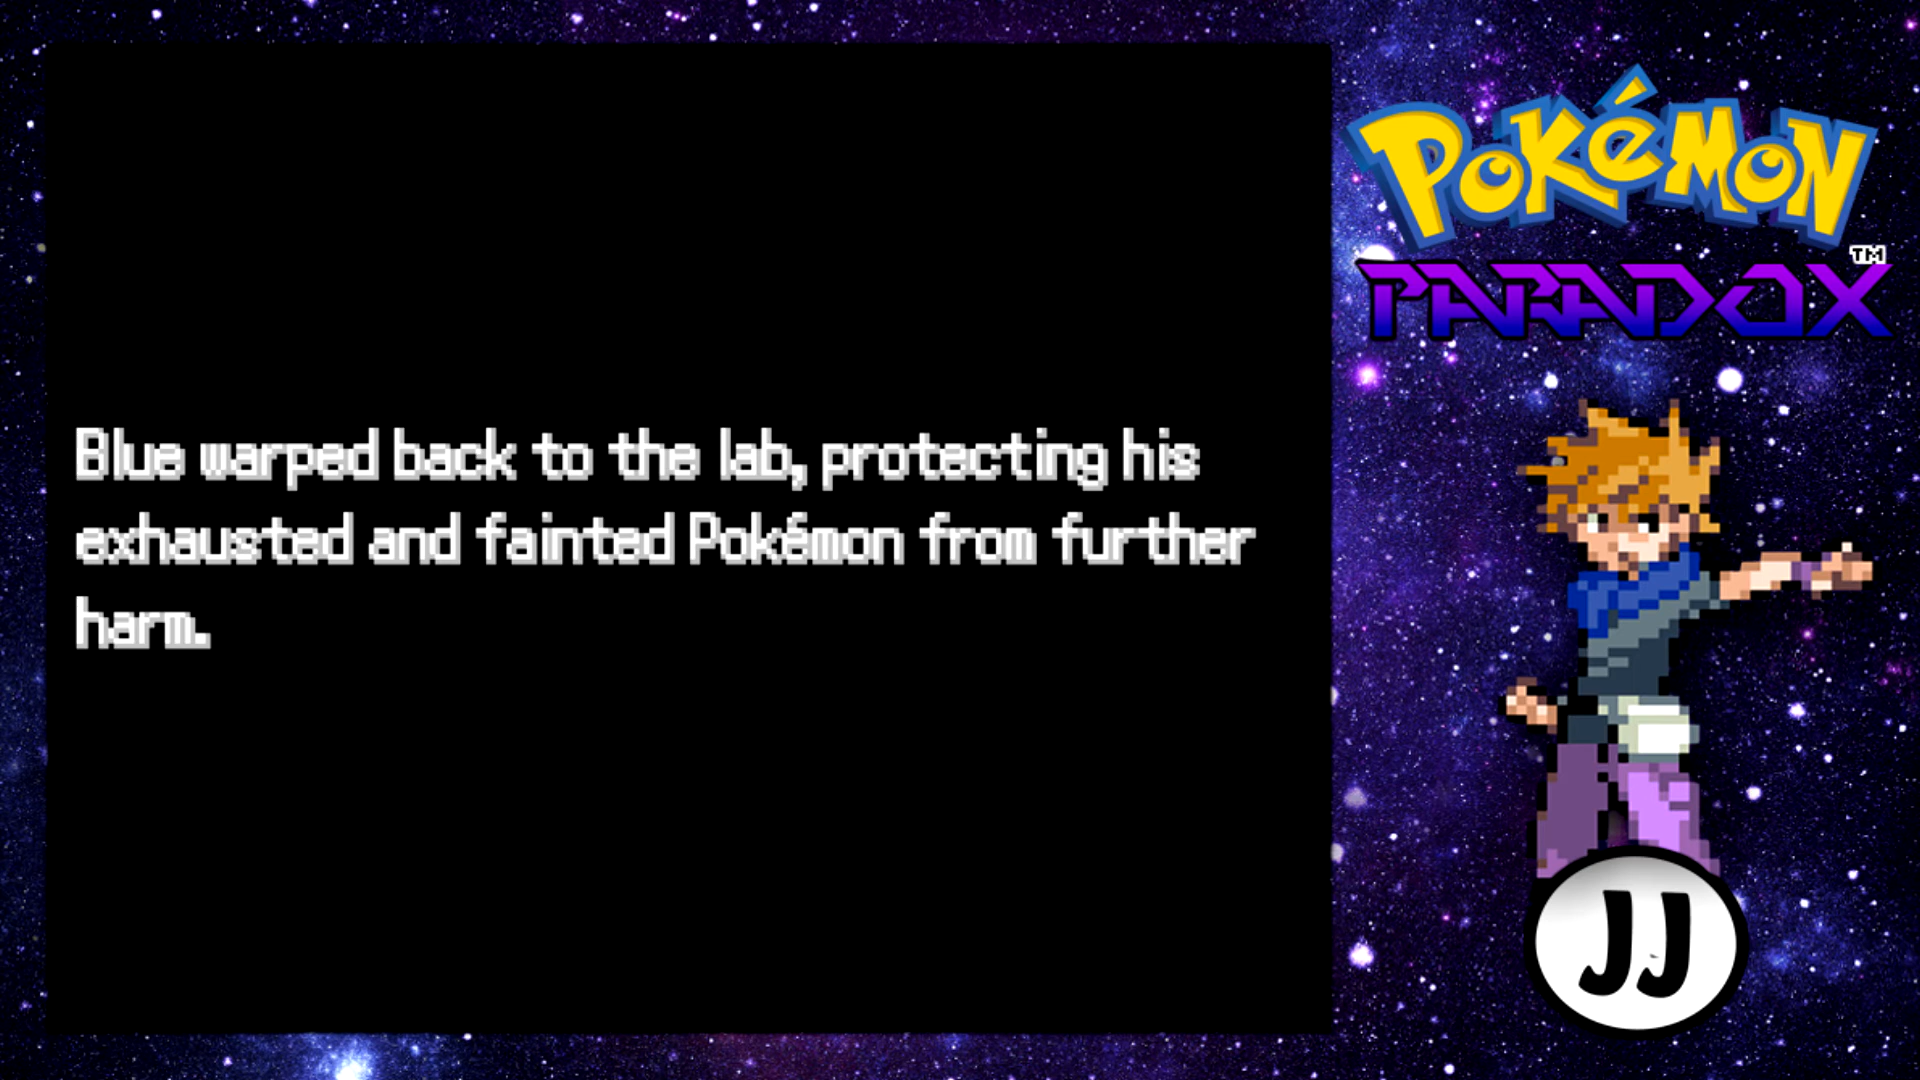 Blue warped back to the lab, protecting his
exhausted and fainted Pokémon from further
harm.
POKéMON
TM
PARADOX
JJ